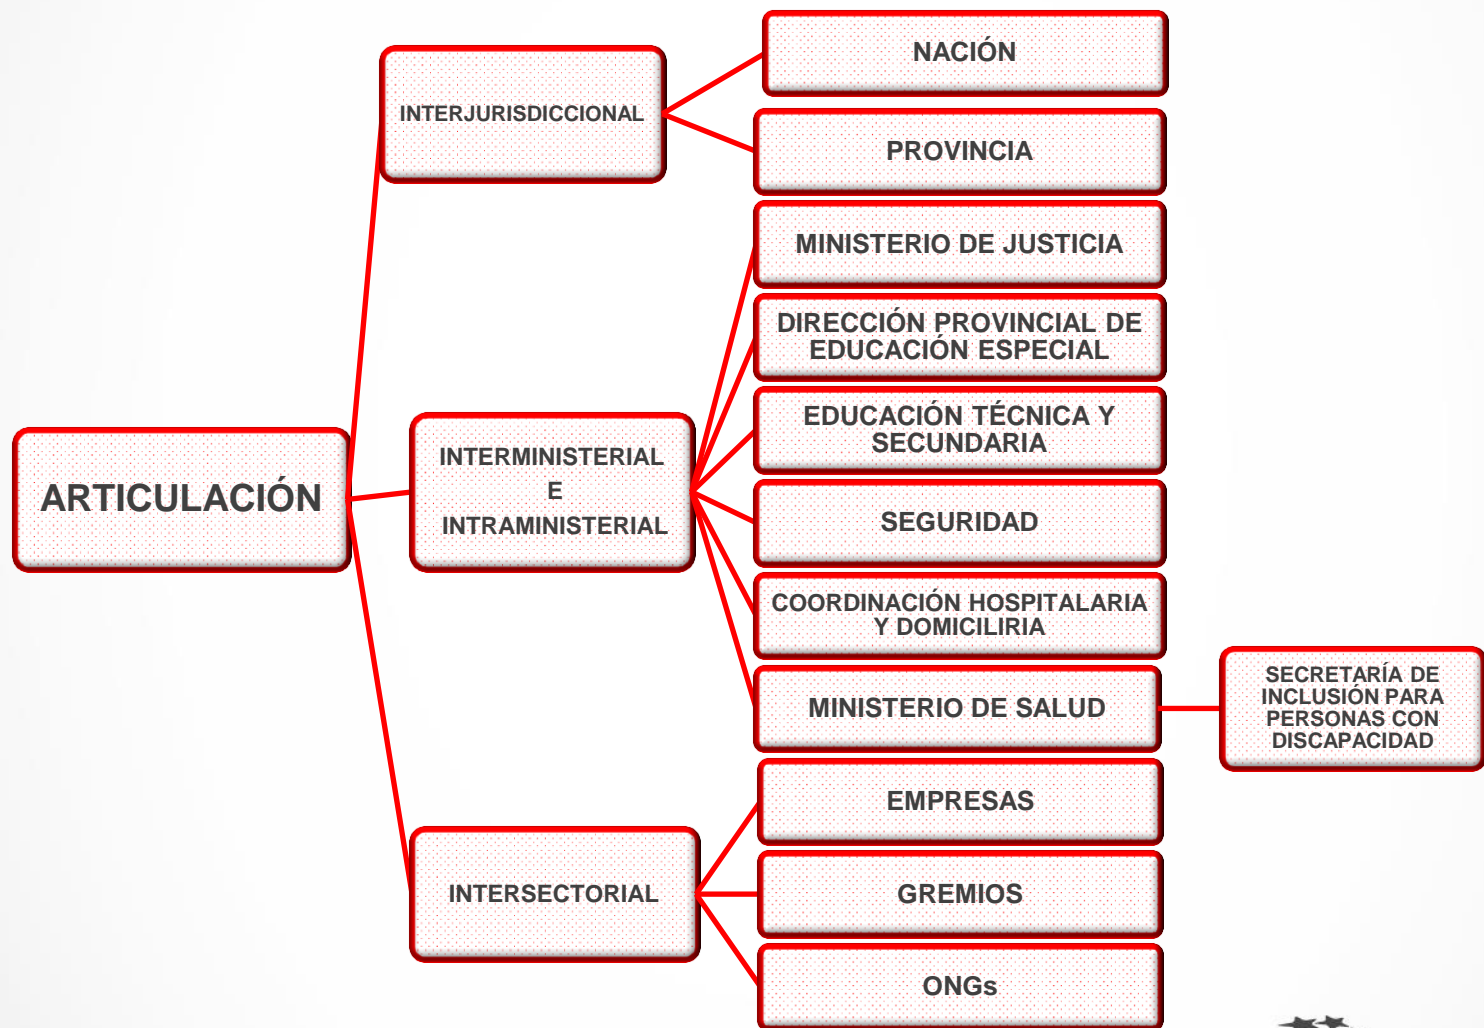 ARTICULACIÓN
INTERJURISDICCIONAL
NACIÓN
PROVINCIA
INTERMINISTERIAL
E
INTRAMINISTERIAL
MINISTERIO DE JUSTICIA
DIRECCIÓN PROVINCIAL DE
EDUCACIÓN ESPECIAL
EDUCACIÓN TÉCNICA Y
SECUNDARIA
SEGURIDAD
COORDINACIÓN HOSPITALARIA
Y DOMICILIRIA
MINISTERIO DE SALUD
SECRETARÍA DE
INCLUSIÓN PARA
PERSONAS CON
DISCAPACIDAD
INTERSECTORIAL
EMPRESAS
GREMIOS
ONGs